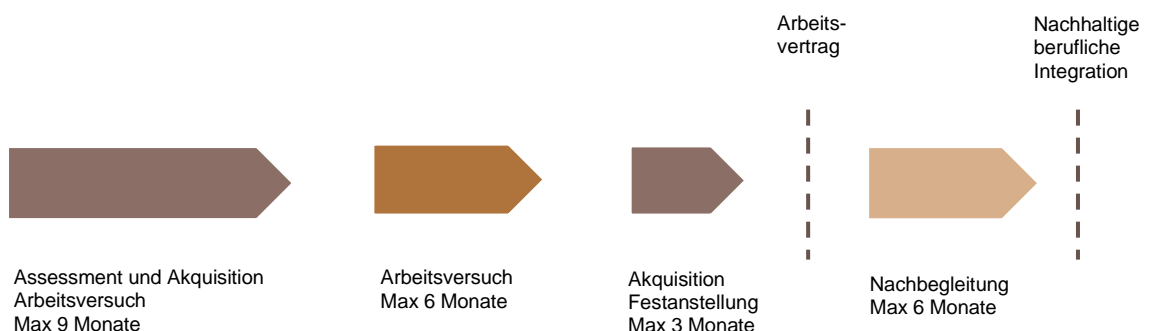 Arbeits-
vertrag
Nachhaltige
berufliche
Integration
Assessment und Akquisition
Arbeitsversuch
Max 9 Monate
Arbeitsversuch
Max 6 Monate
Akquisition
Festanstellung
Max 3 Monate
Nachbegleitung
Max 6 Monate